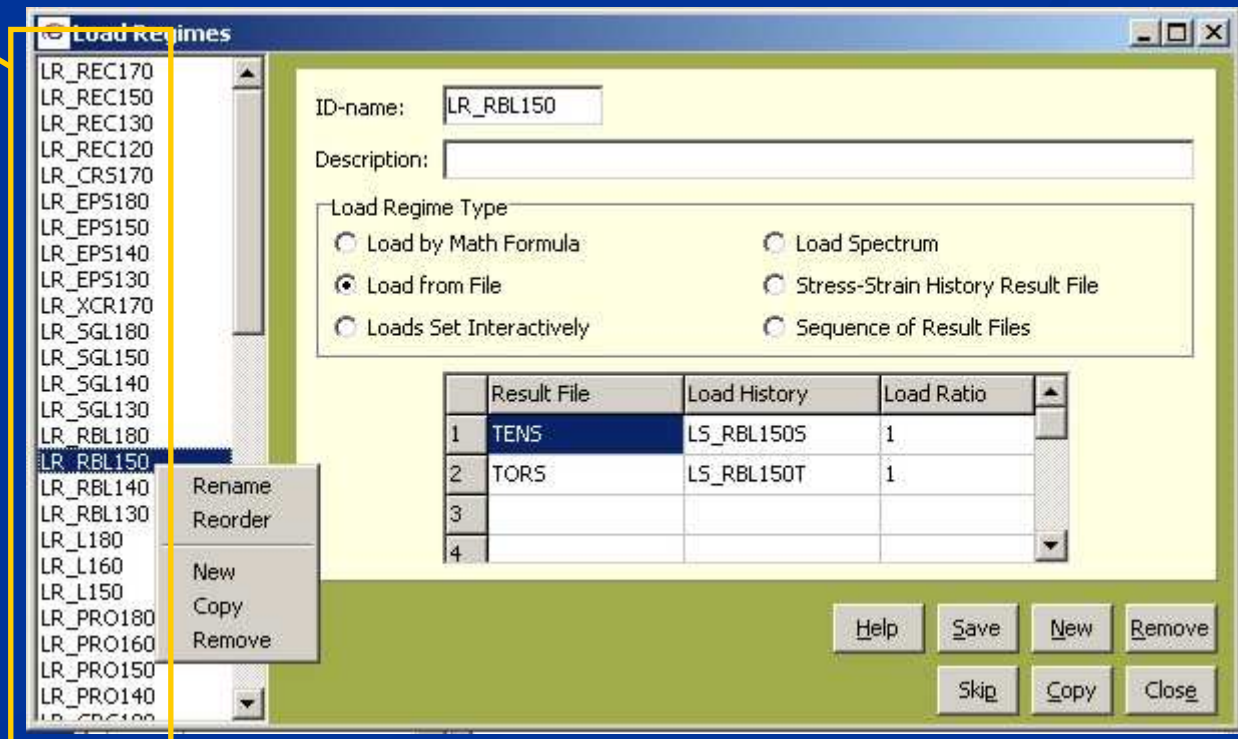 Load Regimes
LR_REC170
LR_REC150
LR_REC130
LR_REC120
LR_CRS170
LR_EPS180
LR_EPS150
LR_EPS140
LR_EPS130
LR_XCR170
LR_SGL180
LR_SGL150
LR_SGL140
LR_SGL130
LR_RBL180
LR_RBL150
LR_RBL140
LR_RBL130
LR_L180
LR_L160
LR_L150
LR_PRO180
LR_PRO160
LR_PRO150
LR_PRO140
Rename
Reorder
New
Copy
Remove
ID-name: LR_RBL150
Description:
Load Regime Type
Load by Math Formula Load Spectrum
Load from File Stress-Strain History Result File
Loads Set Interactively Sequence of Result Files
Result File Load History Load Ratio
1 TENS LS_RBL150S 1
2 TORS LS_RBL150T 1
3
4
Help Save New Remove
Skip Copy Close